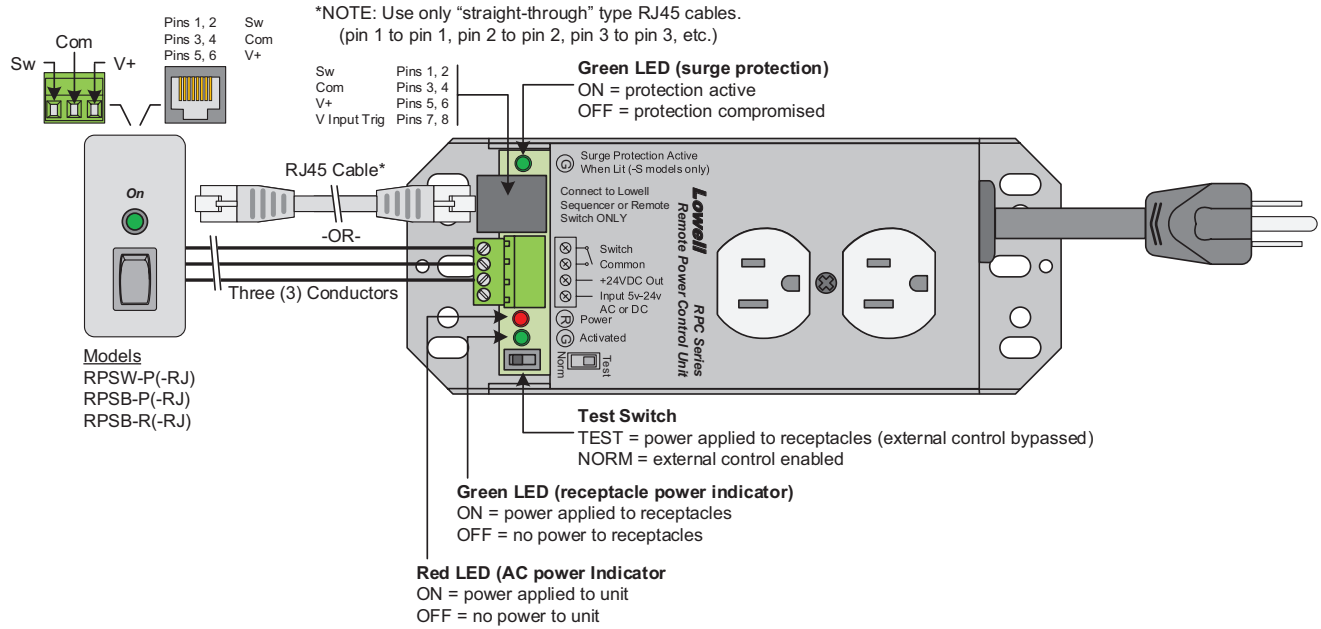 *NOTE: Use only “straight-through” type RJ45 cables.
(pin 1 to pin 1, pin 2 to pin 2, pin 3 to pin 3, etc.)
Pins 1, 2 Sw
Pins 3, 4 Com
Pins 5, 6 V+
Com
Sw
V+
Sw Pins 1, 2
Com Pins 3, 4
V+ Pins 5, 6
V Input Trig Pins 7, 8
Green LED (surge protection)
ON = protection active
OFF = protection compromised
On
RJ45 Cable*
-OR-
Three (3) Conductors
Models
RPSW-P(-RJ)
RPSB-P(-RJ)
RPSB-R(-RJ)
G
Surge Protection Active
When Lit (-S models only)
Connect to Lowell
Sequencer or Remote
Switch ONLY
Switch
Common
+24VDC Out
Input 5v-24v
AC or DC
R Power
G Activated
Norm
Test
Lowell
Remote Power Control Unit
RPC Series
Test Switch
TEST = power applied to receptacles (external control bypassed)
NORM = external control enabled
Green LED (receptacle power indicator)
ON = power applied to receptacles
OFF = no power to receptacles
Red LED (AC power Indicator
ON = power applied to unit
OFF = no power to unit